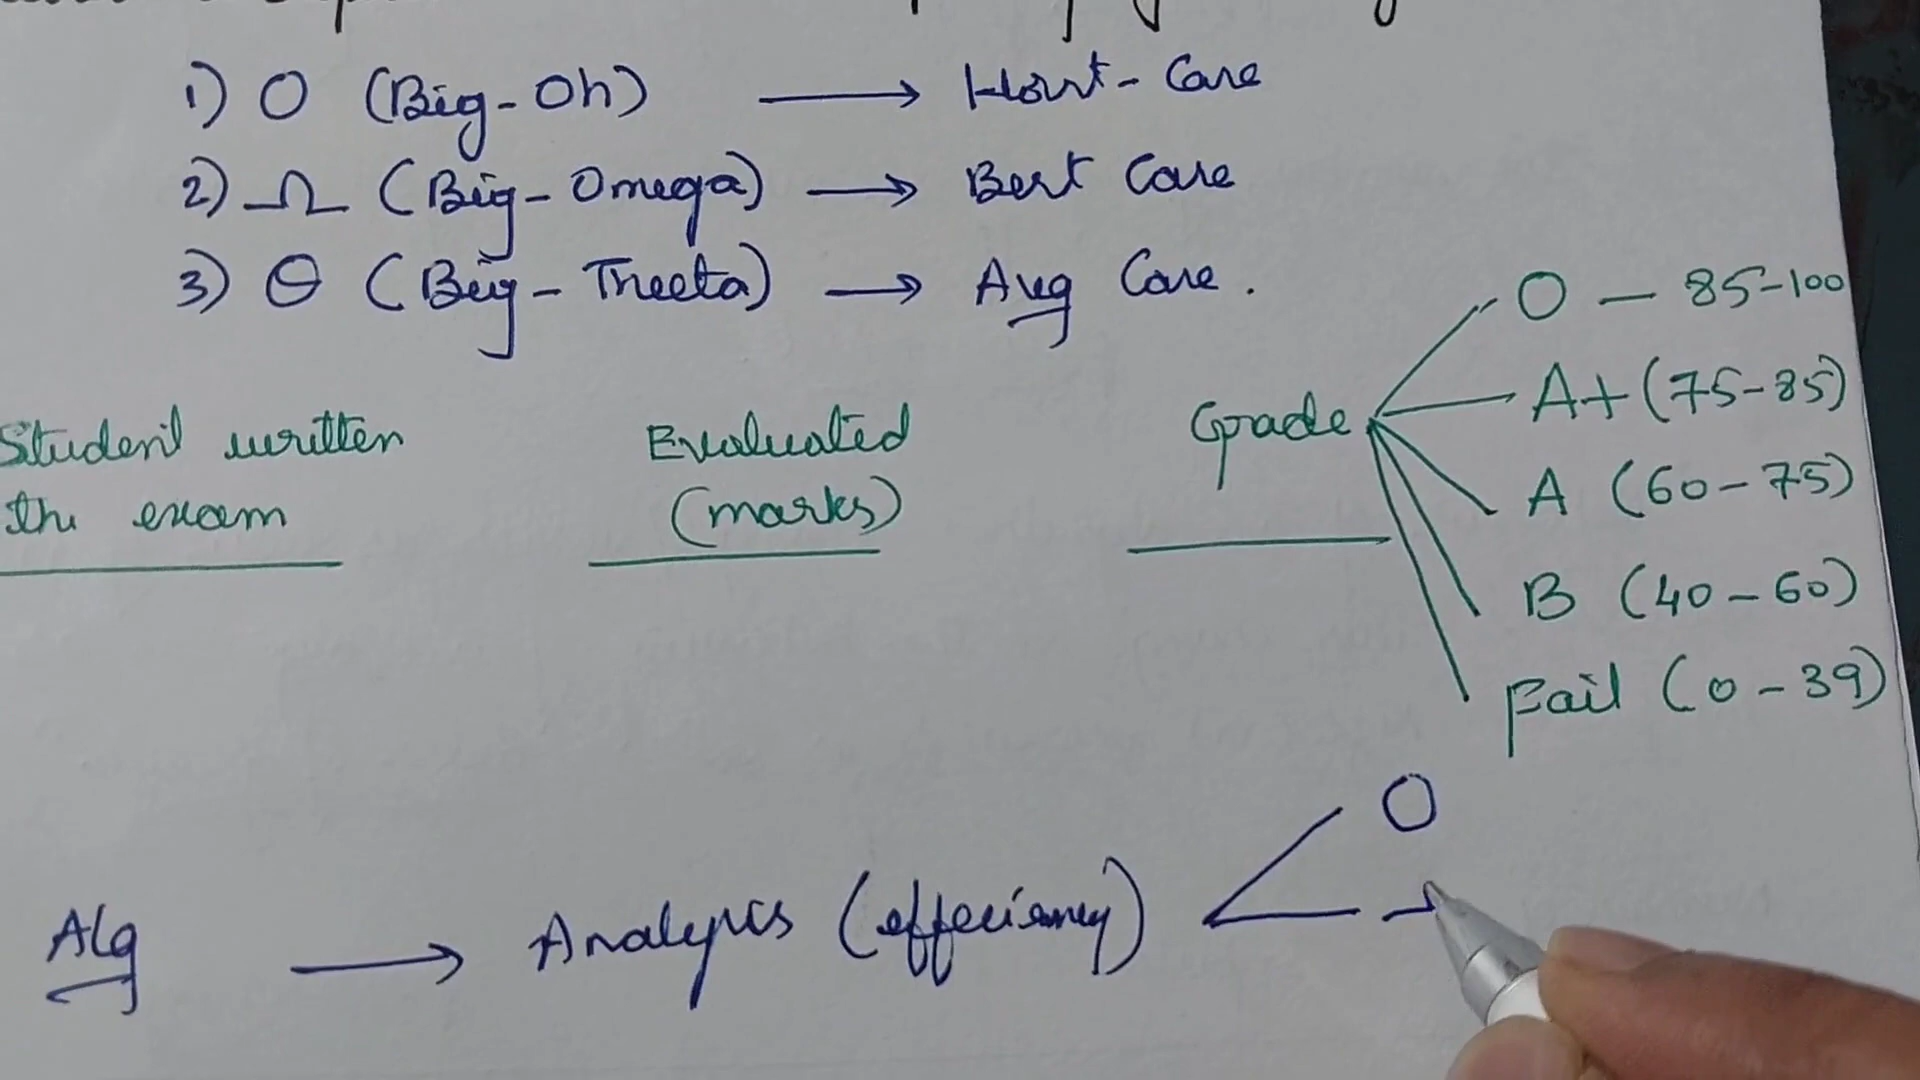 1) O (Big-Oh) → Worst-Case
2) Ω (Big-Omega) → Best Case
3) Θ (Big-Theeta) → Avg Case.
Student written
the exam
Evaluated
(marks)
Grade
O — 85-100
A+ (75-85)
A (60-75)
B (40-60)
Fail (0-39)
Alg → Analysis (effeciency)
O